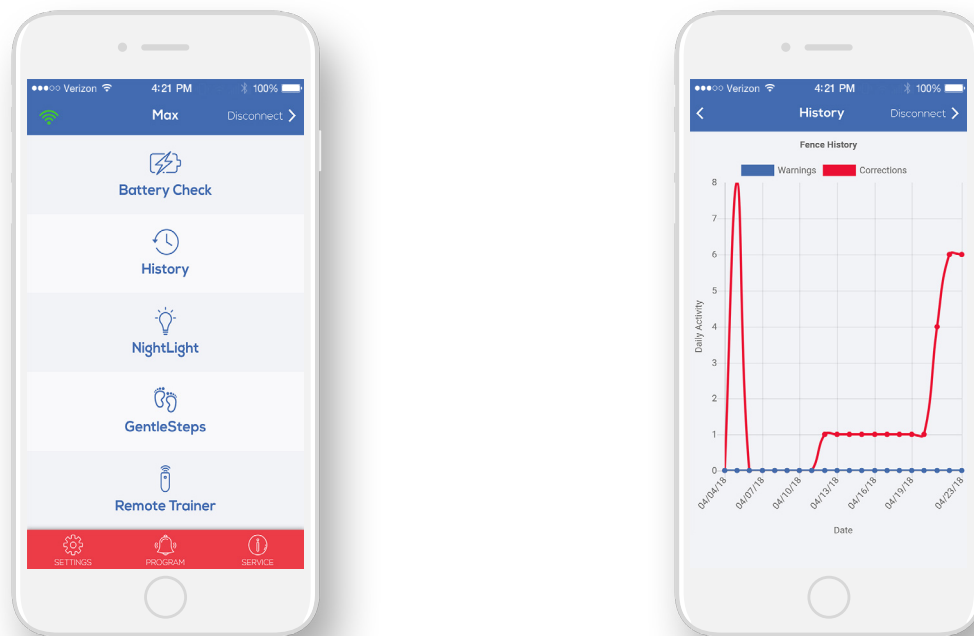 Verizon 4:21 PM 100%
Max Disconnect
Battery Check
History
NightLight
GentleSteps
Remote Trainer
SETTINGS PROGRAM SERVICE
Verizon 4:21 PM 100%
History Disconnect
Fence History
Warnings Corrections
8
7
6
5
4
3
2
1
0
Daily Activity
04/04/18 04/07/18 04/10/18 04/13/18 04/16/18 04/19/18 04/23/18
Date